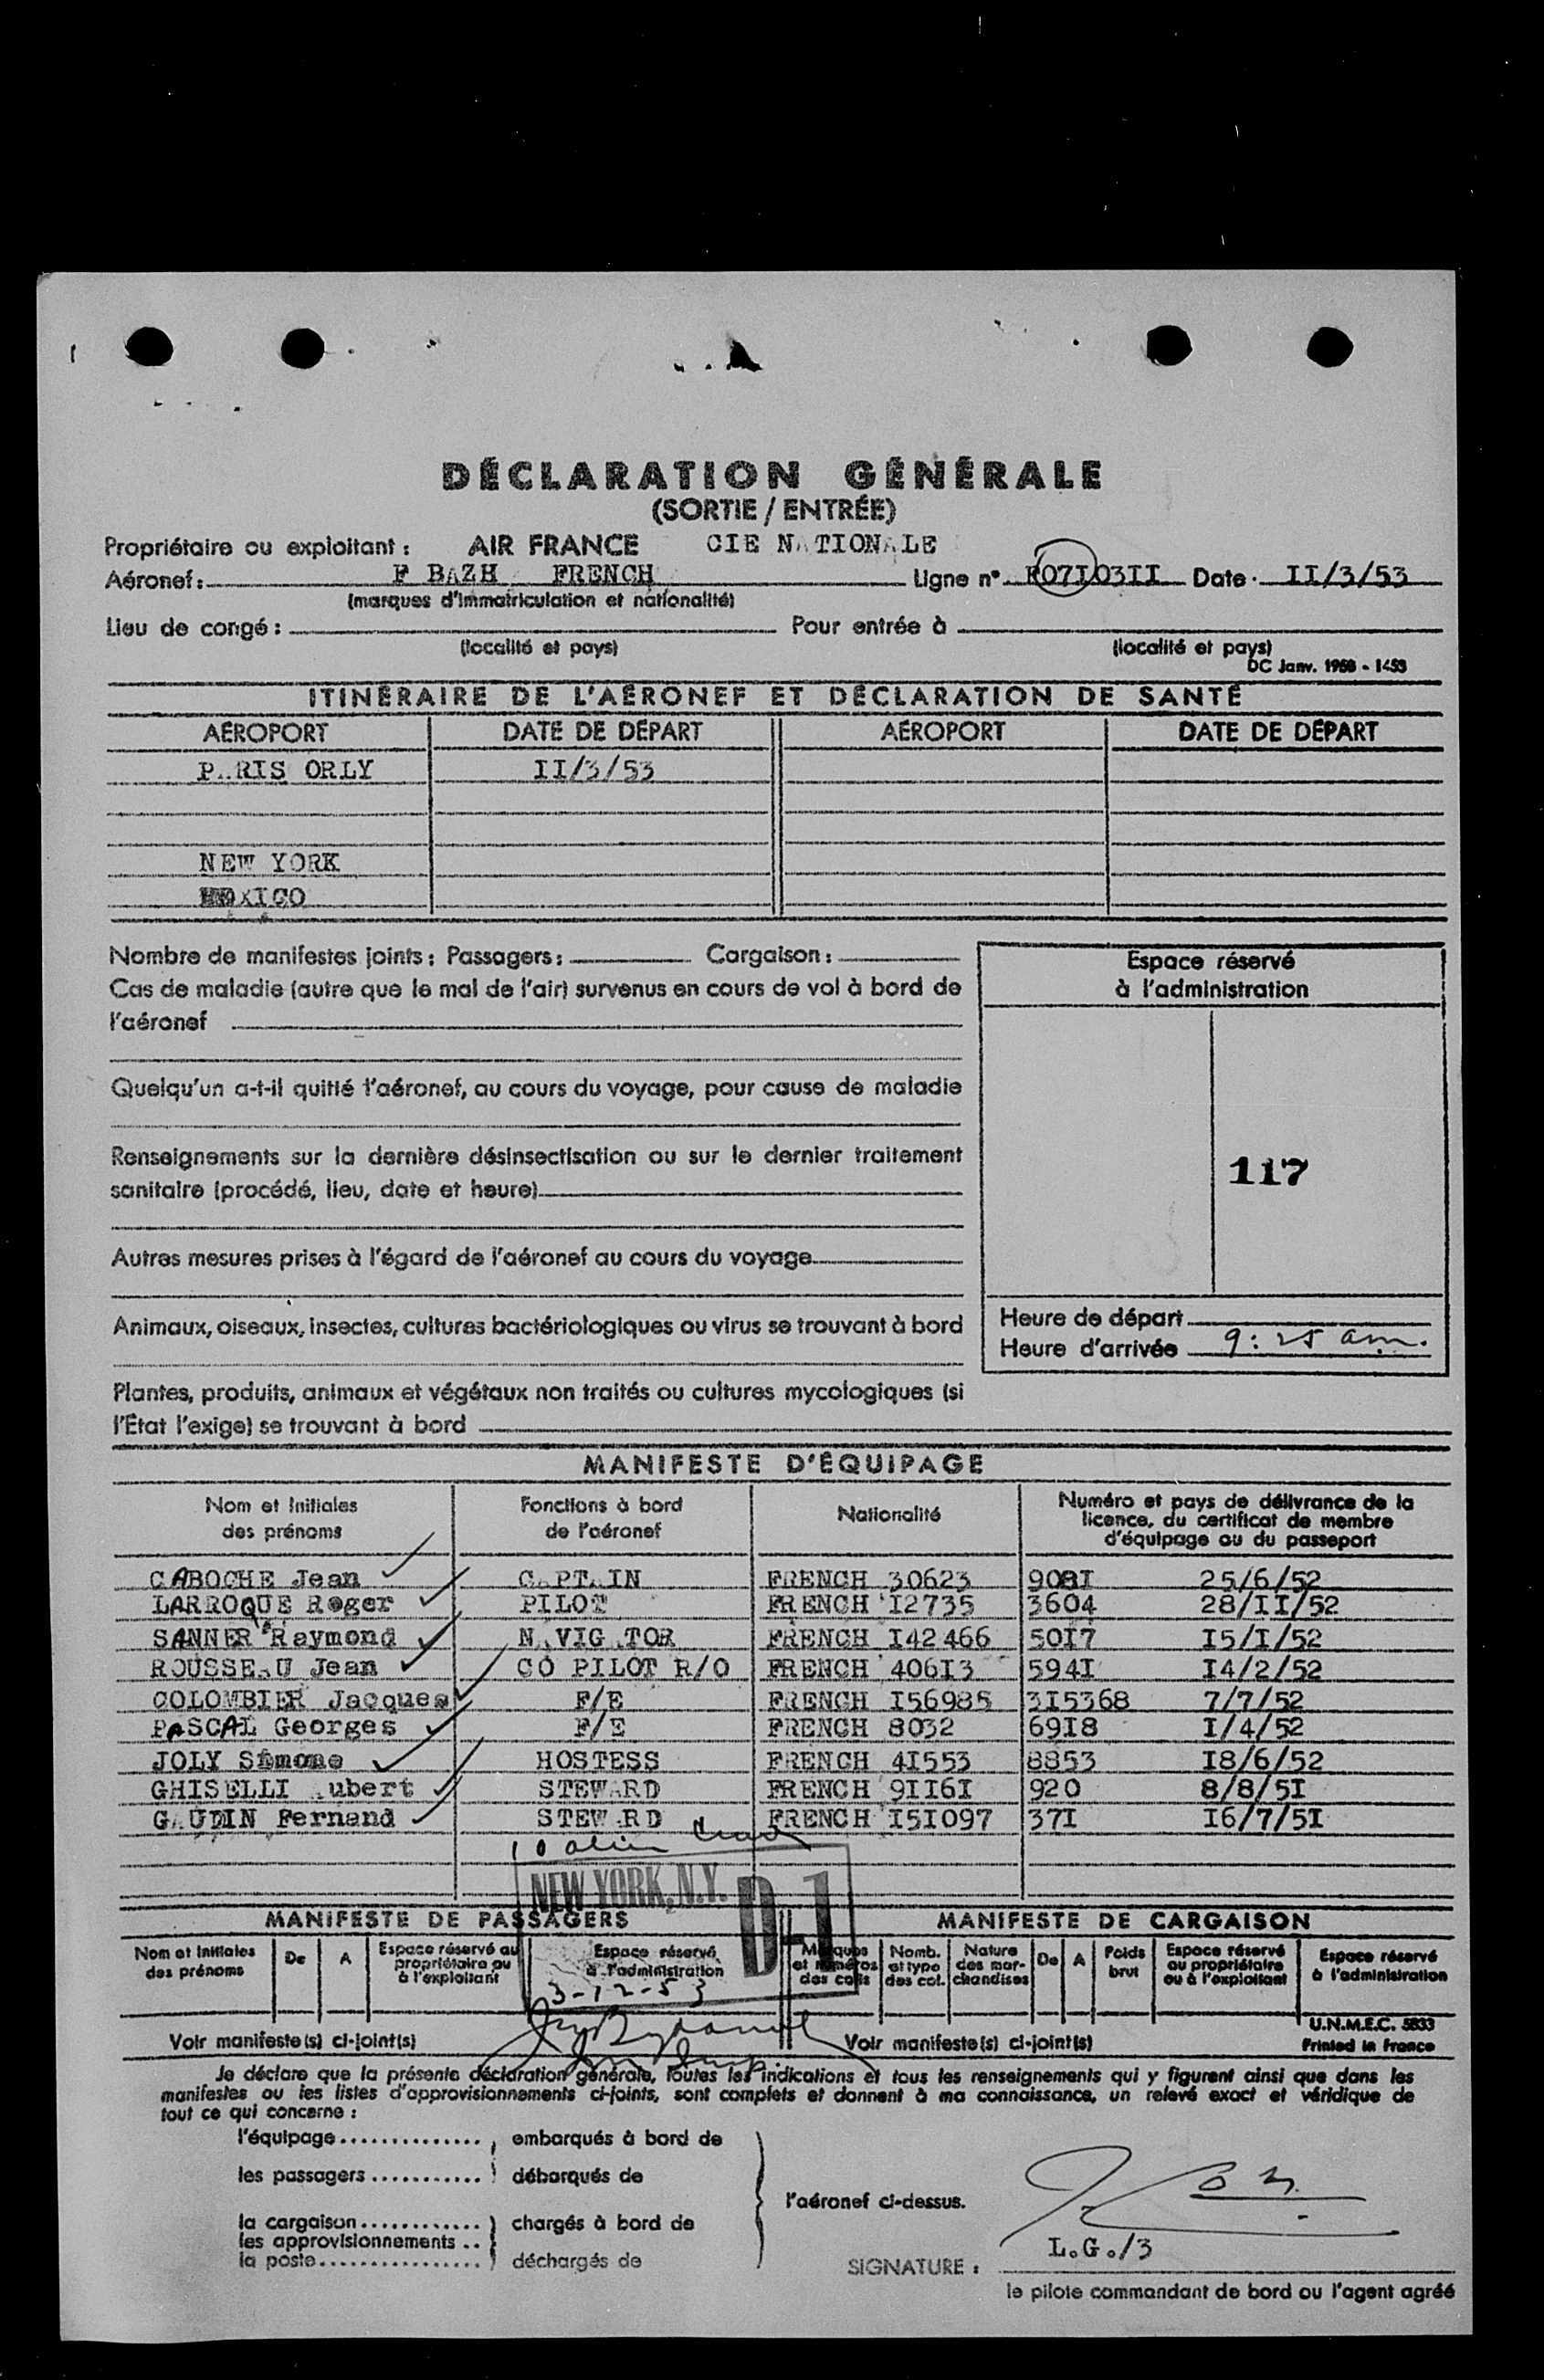 DÉCLARATION GÉNÉRALE
(SORTIE / ENTRÉE)
Propriétaire ou exploitant : AIR FRANCE CIE NATIONALE
Aéronef : F BAZH FRENCH Ligne n° F07I03II Date II/3/53
(marques d'immatriculation et nationalité)
Lieu de congé : Pour entrée à
(localité et pays) (localité et pays)
DC Janv. 1953 - 1453
ITINÉRAIRE DE L'AÉRONEF ET DÉCLARATION DE SANTÉ
AÉROPORT DATE DE DÉPART AÉROPORT DATE DE DÉPART
PARIS ORLY II/3/53
NEW YORK
MEXICO
Nombre de manifestes joints : Passagers : Cargaison :
Cas de maladie (autre que le mal de l'air) survenus en cours de vol à bord de
l'aéronef
Quelqu'un a-t-il quitté l'aéronef, au cours du voyage, pour cause de maladie
Renseignements sur la dernière désinsectisation ou sur le dernier traitement
sanitaire (procédé, lieu, date et heure)
Autres mesures prises à l'égard de l'aéronef au cours du voyage
Animaux, oiseaux, insectes, cultures bactériologiques ou virus se trouvant à bord
Plantes, produits, animaux et végétaux non traités ou cultures mycologiques (si
l'État l'exige) se trouvant à bord
Espace réservé
à l'administration
117
Heure de départ
Heure d'arrivée 9:25 am.
MANIFESTE D'ÉQUIPAGE
Nom et Initiales des prénoms Fonctions à bord de l'aéronef Nationalité Numéro et pays de délivrance de la licence, du certificat de membre d'équipage ou du passeport
CABOCHE Jean CAPTAIN FRENCH 30623 908I 25/6/52
LARROQUE Roger PILOT FRENCH I2735 3604 28/II/52
SANNER Raymond NAVIGATOR FRENCH I42466 50I7 I5/I/52
ROUSSEAU Jean CO PILOT R/O FRENCH 406I3 594I I4/2/52
COLOMBIER Jacques F/E FRENCH I56985 3I5368 7/7/52
PASCAL Georges F/E FRENCH 8032 69I8 I/4/52
JOLY Simone HOSTESS FRENCH 4I553 8853 I8/6/52
GHISELLI Aubert STEWARD FRENCH 9II6I 920 8/8/5I
GAUDIN Fernand STEWARD FRENCH I5I097 37I I6/7/5I
NEW YORK, N.Y. D-1
3-12-53
MANIFESTE DE PASSAGERS MANIFESTE DE CARGAISON
Nom et Initiales des prénoms De A Espace réservé au propriétaire ou à l'exploitant Espace réservé à l'administration Marques et numéros des colis Nomb. et type des col. Nature des marchandises De A Poids brut Espace réservé au propriétaire ou à l'exploitant Espace réservé à l'administration
U.N.M.E.C. 5833
Voir manifeste(s) ci-joint(s) Voir manifeste(s) ci-joint(s) Printed in France
Je déclare que la présente déclaration générale, toutes les indications et tous les renseignements qui y figurent ainsi que dans les
manifestes ou les listes d'approvisionnements ci-joints, sont complets et donnent à ma connaissance, un relevé exact et véridique de
tout ce qui concerne :
l'équipage.............. embarqués à bord de
les passagers........... débarqués de
l'aéronef ci-dessus.
la cargaison............ chargés à bord de
les approvisionnements ..
la poste................ déchargés de
L.G./3
SIGNATURE :
le pilote commandant de bord ou l'agent agréé